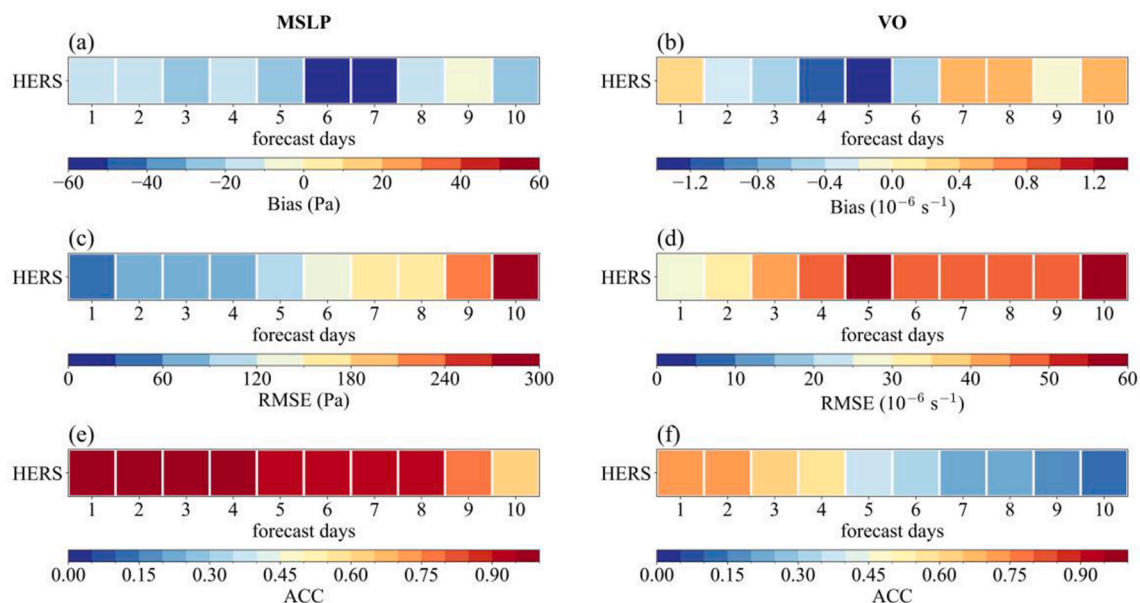 MSLP
(a)
HERS
1 2 3 4 5 6 7 8 9 10
forecast days
−60 −40 −20 0 20 40 60
Bias (Pa)
VO
(b)
HERS
1 2 3 4 5 6 7 8 9 10
forecast days
−1.2 −0.8 −0.4 0.0 0.4 0.8 1.2
Bias (10⁻⁶ s⁻¹)
(c)
HERS
1 2 3 4 5 6 7 8 9 10
forecast days
0 60 120 180 240 300
RMSE (Pa)
(d)
HERS
1 2 3 4 5 6 7 8 9 10
forecast days
0 10 20 30 40 50 60
RMSE (10⁻⁶ s⁻¹)
(e)
HERS
1 2 3 4 5 6 7 8 9 10
forecast days
0.00 0.15 0.30 0.45 0.60 0.75 0.90
ACC
(f)
HERS
1 2 3 4 5 6 7 8 9 10
forecast days
0.00 0.15 0.30 0.45 0.60 0.75 0.90
ACC